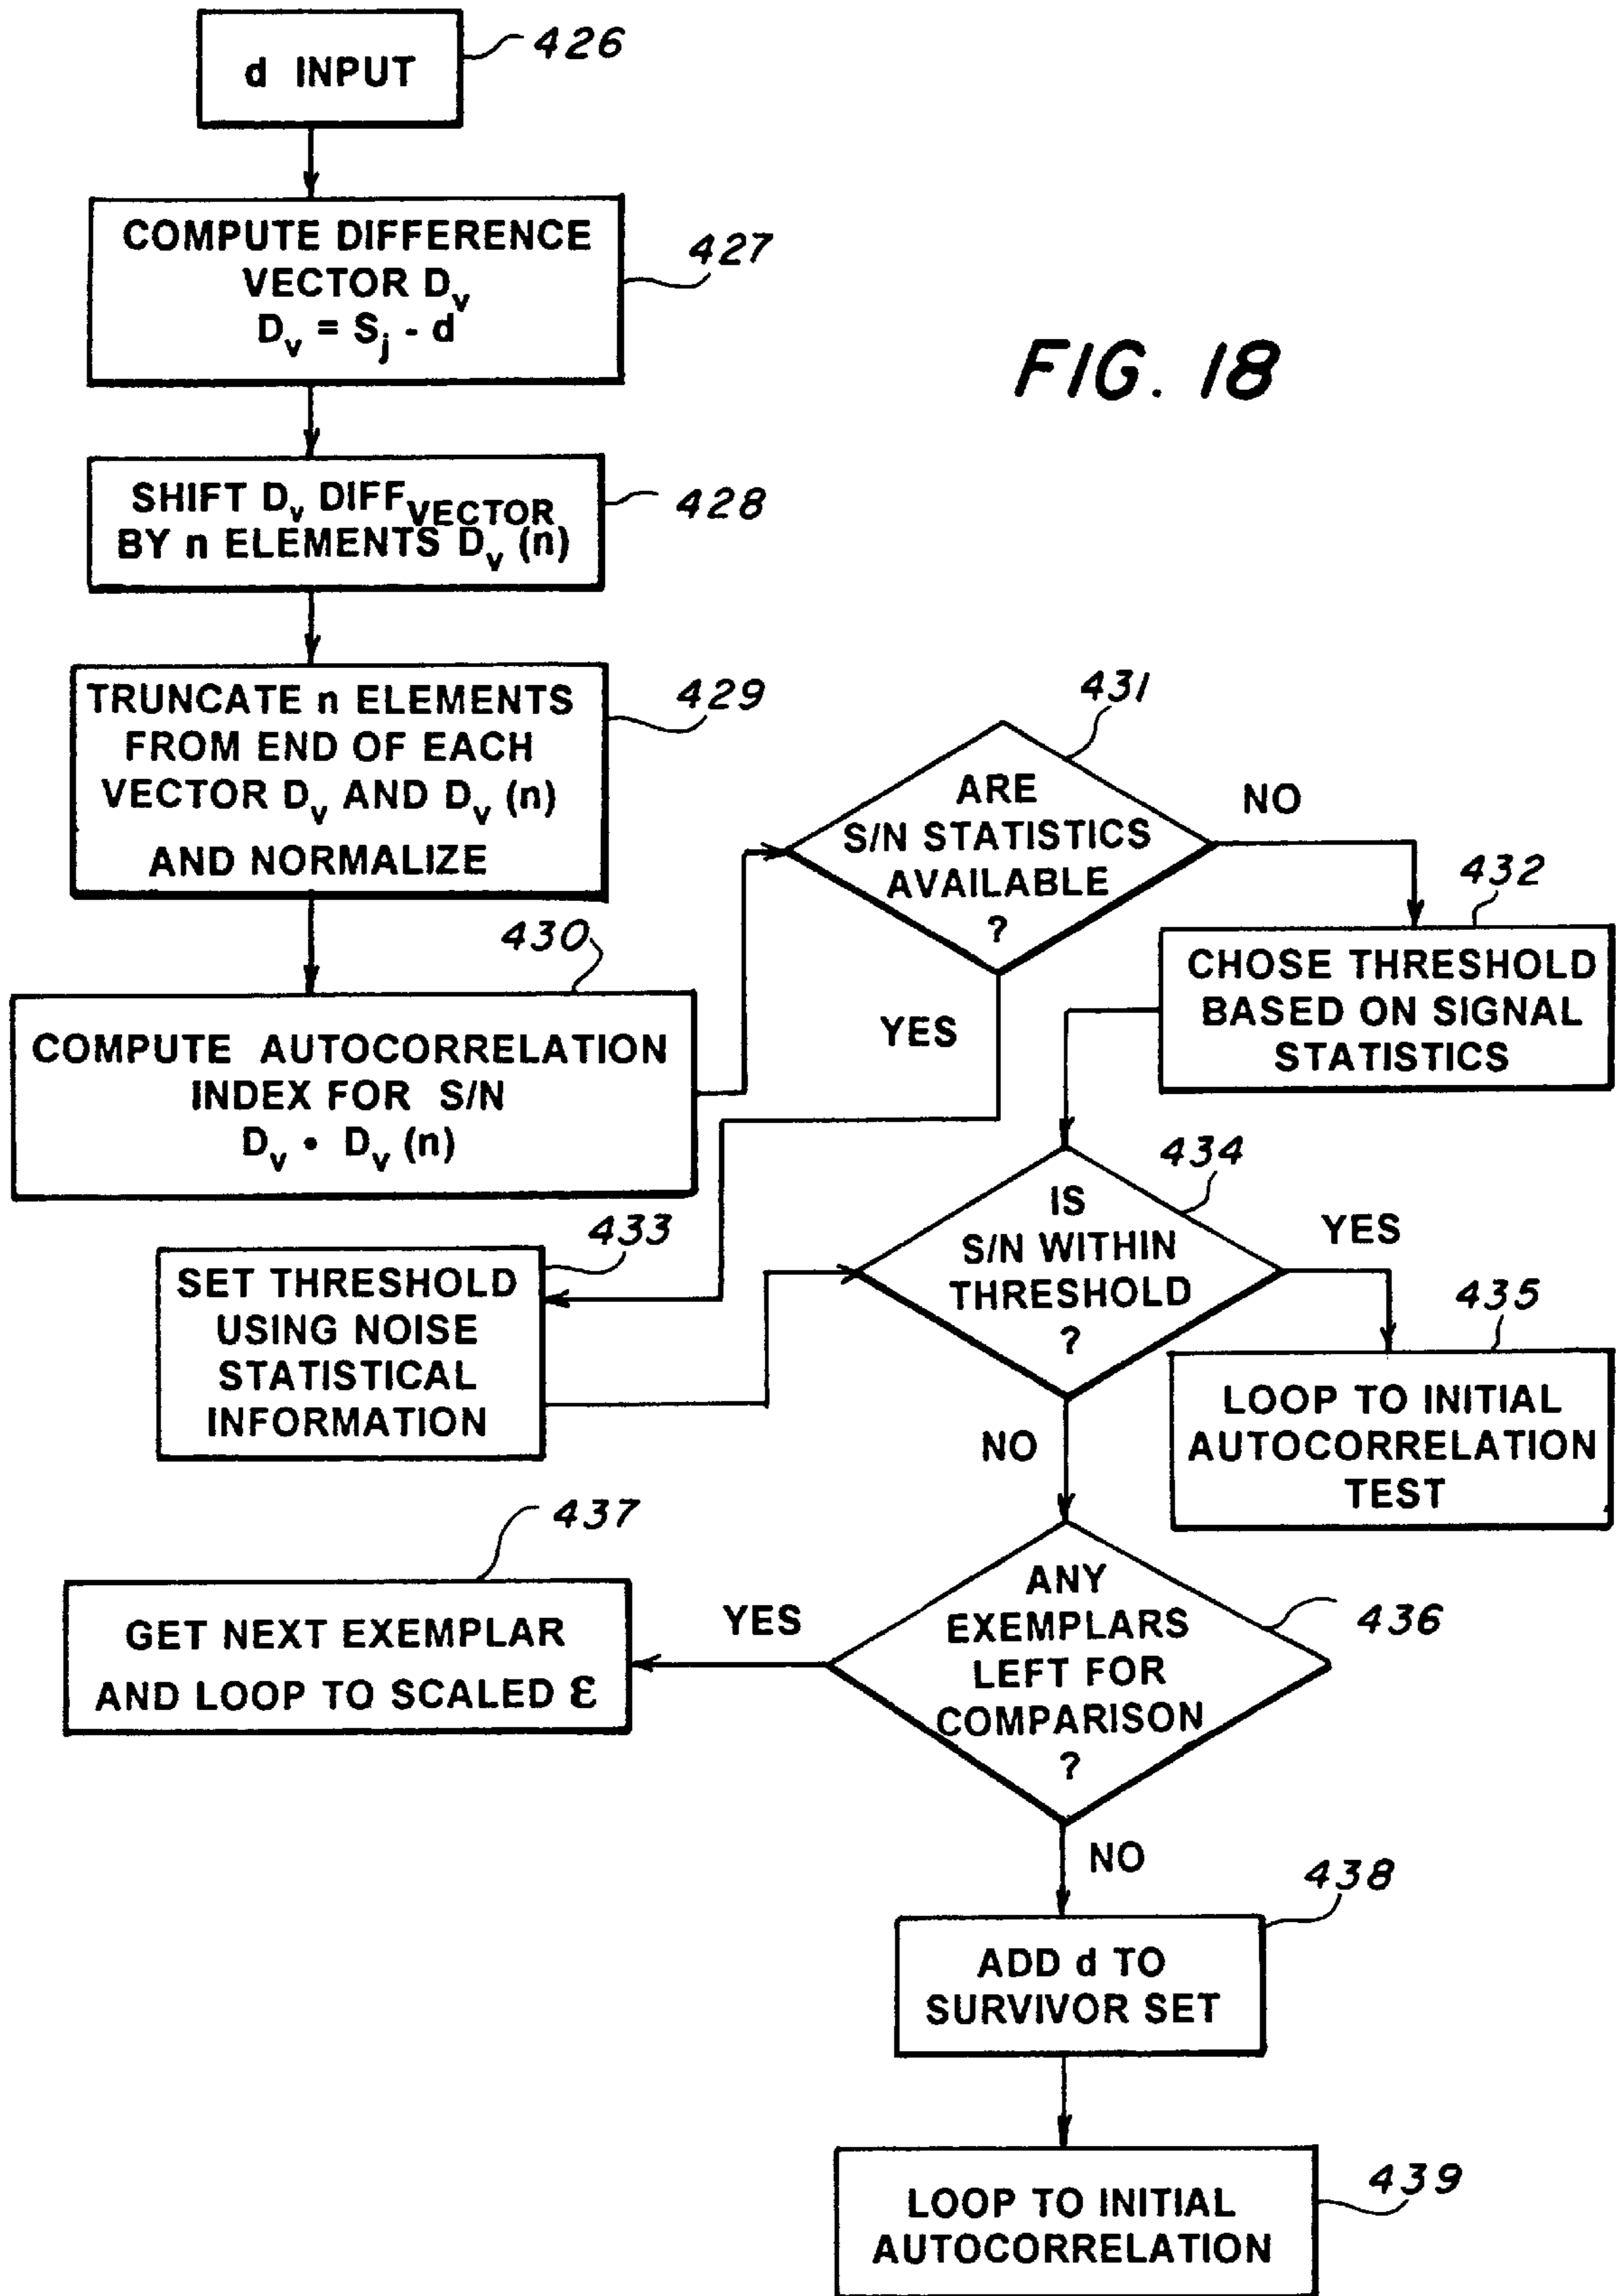 d INPUT
426
COMPUTE DIFFERENCE
VECTOR Dv
Dv = Sj - d
427
FIG. 18
SHIFT Dv DIFFVECTOR
BY n ELEMENTS Dv (n)
428
TRUNCATE n ELEMENTS
FROM END OF EACH
VECTOR Dv AND Dv (n)
AND NORMALIZE
429
430
COMPUTE AUTOCORRELATION
INDEX FOR S/N
Dv • Dv (n)
431
ARE
S/N STATISTICS
AVAILABLE
?
NO
YES
432
CHOSE THRESHOLD
BASED ON SIGNAL
STATISTICS
433
SET THRESHOLD
USING NOISE
STATISTICAL
INFORMATION
434
IS
S/N WITHIN
THRESHOLD
?
YES
NO
435
LOOP TO INITIAL
AUTOCORRELATION
TEST
436
ANY
EXEMPLARS
LEFT FOR
COMPARISON
?
YES
NO
437
GET NEXT EXEMPLAR
AND LOOP TO SCALED ε
438
ADD d TO
SURVIVOR SET
439
LOOP TO INITIAL
AUTOCORRELATION